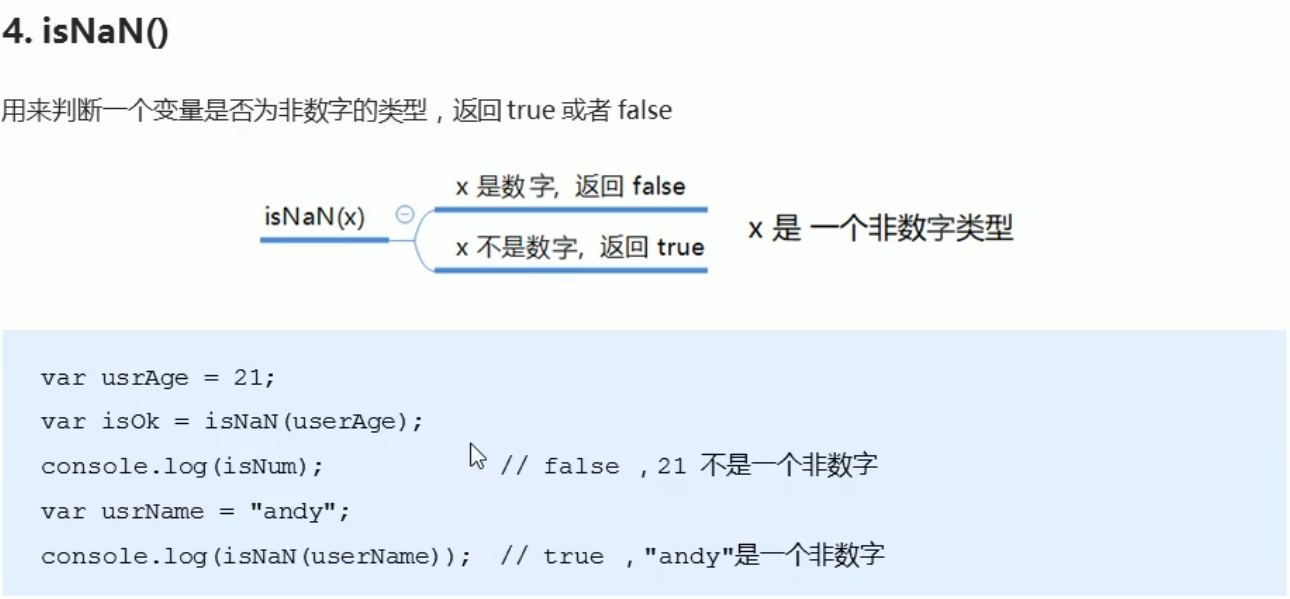 4. isNaN()
用来判断一个变量是否为非数字的类型，返回 true 或者 false
isNaN(x)
x 是数字, 返回 false
x 不是数字, 返回 true
x 是 一个非数字类型
var usrAge = 21;
var isOk = isNaN(userAge);
console.log(isNum); // false ，21 不是一个非数字
var usrName = "andy";
console.log(isNaN(userName)); // true ，"andy"是一个非数字